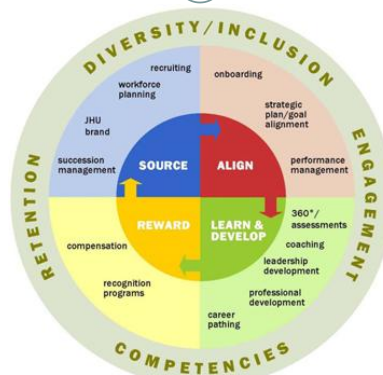 DIVERSITY/INCLUSION
recruiting
workforce
planning
JHU
brand
succession
management
SOURCE
onboarding
strategic
plan/goal
alignment
performance
management
ALIGN
ENGAGEMENT
RETENTION
REWARD
compensation
recognition
programs
LEARN &
DEVELOP
360°/
assessments
coaching
leadership
development
professional
development
career
pathing
COMPETENCIES